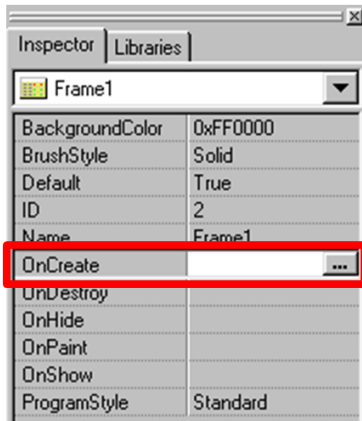 Inspector Libraries
Frame1
BackgroundColor 0xFF0000
BrushStyle Solid
Default True
ID 2
Name Frame1
OnCreate ...
OnDestroy
OnHide
OnPaint
OnShow
ProgramStyle Standard